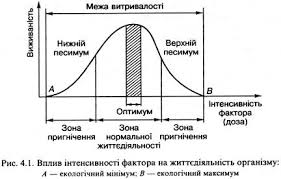 Межа витривалості
Виживаність
Нижній песимум
Верхній песимум
A
B
Оптимум
Інтенсивність фактора (доза)
Зона пригнічення
Зона нормальної життєдіяльності
Зона пригнічення
Рис. 4.1. Вплив інтенсивності фактора на життєдіяльність організму:
A — екологічний мінімум; B — екологічний максимум